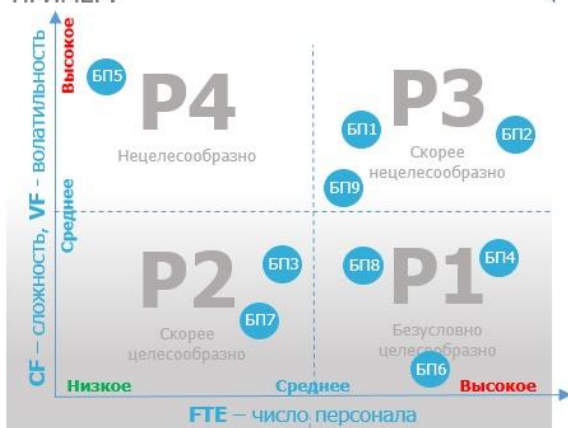 CF – сложность, VF - волатильность
Высокое
Среднее
БП5
P4
Нецелесообразно
P3
БП1
БП2
Скорее
нецелесообразно
БП9
P2
БП3
БП7
Скорее
целесообразно
P1
БП8
БП4
Безусловно
целесообразно
БП6
Низкое
Среднее
Высокое
FTE – число персонала